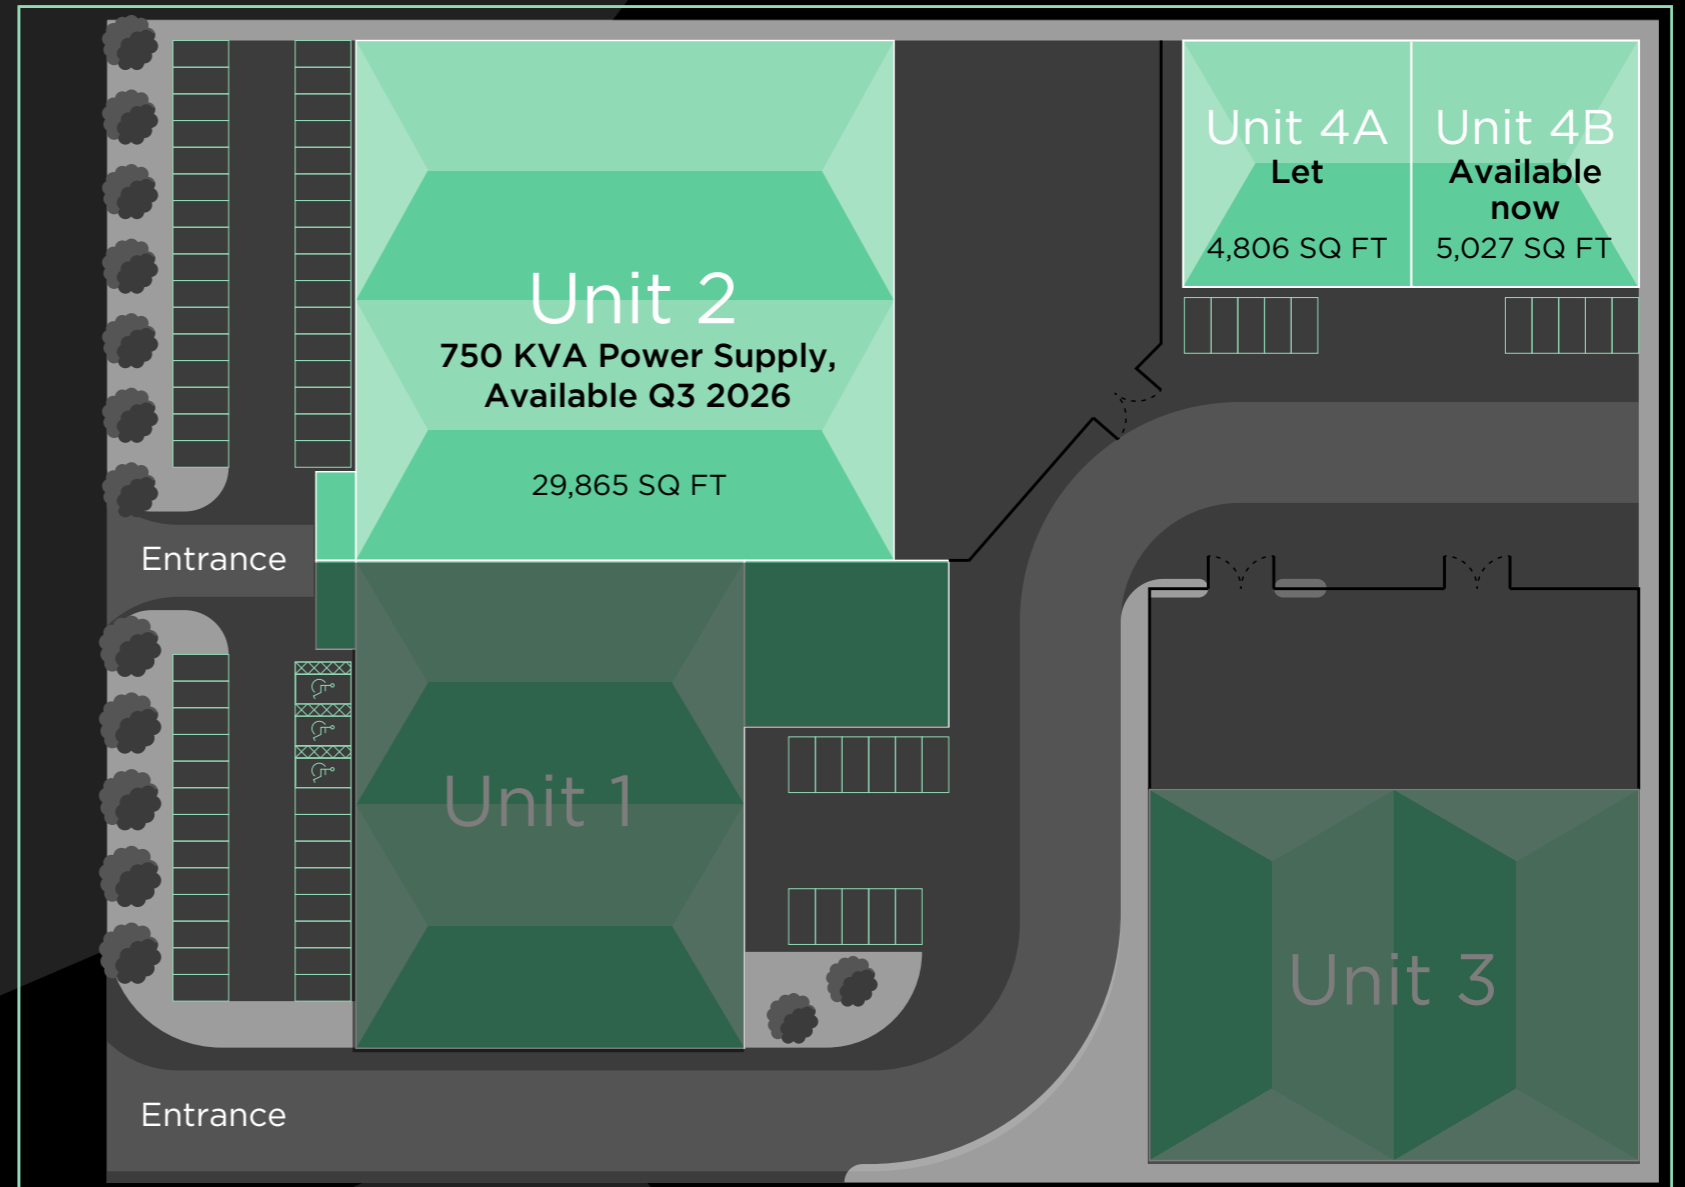 Unit 4A
Let
4,806 SQ FT
Unit 4B
Available
now
5,027 SQ FT
Unit 2
750 KVA Power Supply,
Available Q3 2026
29,865 SQ FT
Entrance
Unit 1
Unit 3
Entrance